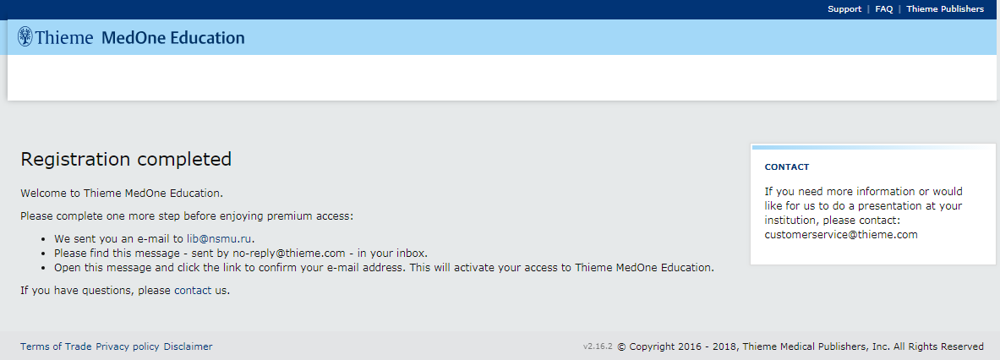 Support | FAQ | Thieme Publishers
Thieme MedOne Education
Registration completed
Welcome to Thieme MedOne Education.
Please complete one more step before enjoying premium access:
• We sent you an e-mail to lib@nsmu.ru.
• Please find this message - sent by no-reply@thieme.com - in your inbox.
• Open this message and click the link to confirm your e-mail address. This will activate your access to Thieme MedOne Education.
If you have questions, please contact us.
CONTACT
If you need more information or would
like for us to do a presentation at your
institution, please contact:
customerservice@thieme.com
Terms of Trade Privacy policy Disclaimer
v2.16.2 © Copyright 2016 - 2018, Thieme Medical Publishers, Inc. All Rights Reserved